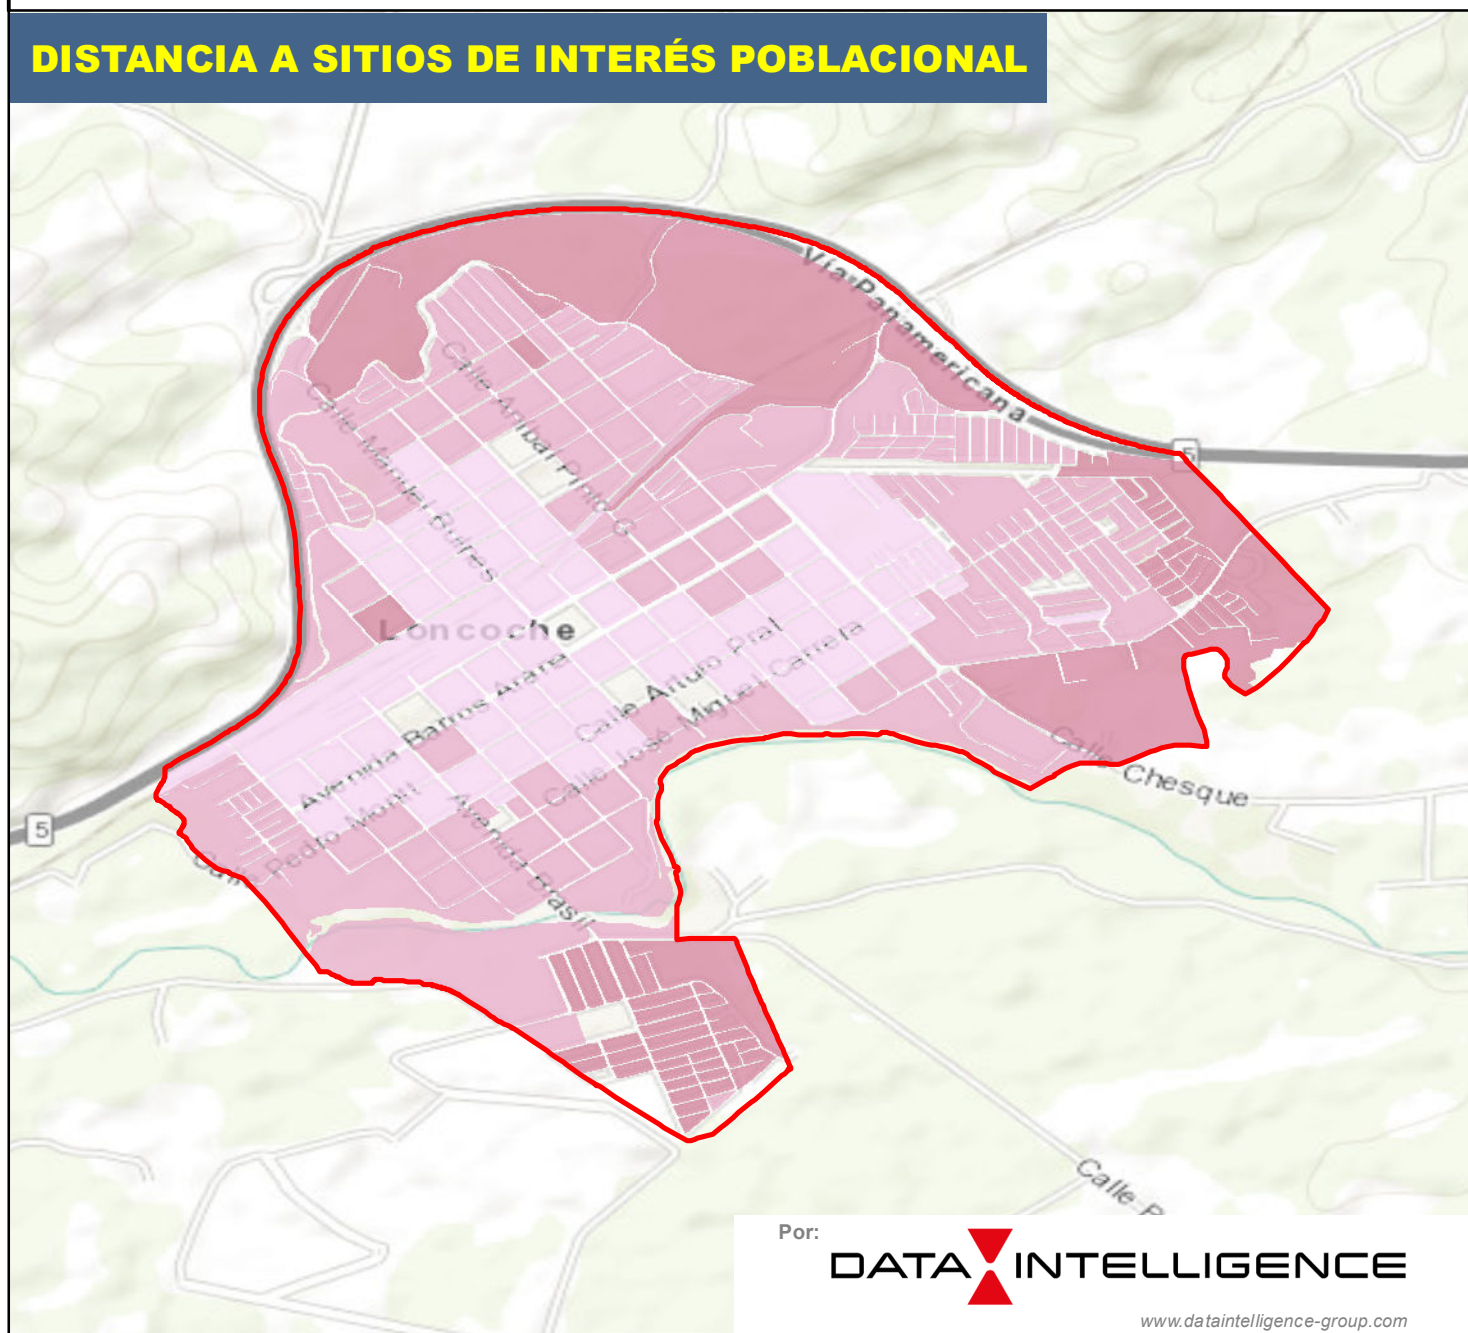 DISTANCIA A SITIOS DE INTERÉS POBLACIONAL
Vía Panamericana
Calle Aníbal Pinto C
Calle Manuel Bulnes
5
Loncoche
Calle Arturo Prat
Calle José Miguel Carrera
Avenida Barros Arana
Calle Chesque
5
Calle Pedro Montt
Avenida Brasil
Calle
Por:
DATA INTELLIGENCE
www.dataintelligence-group.com